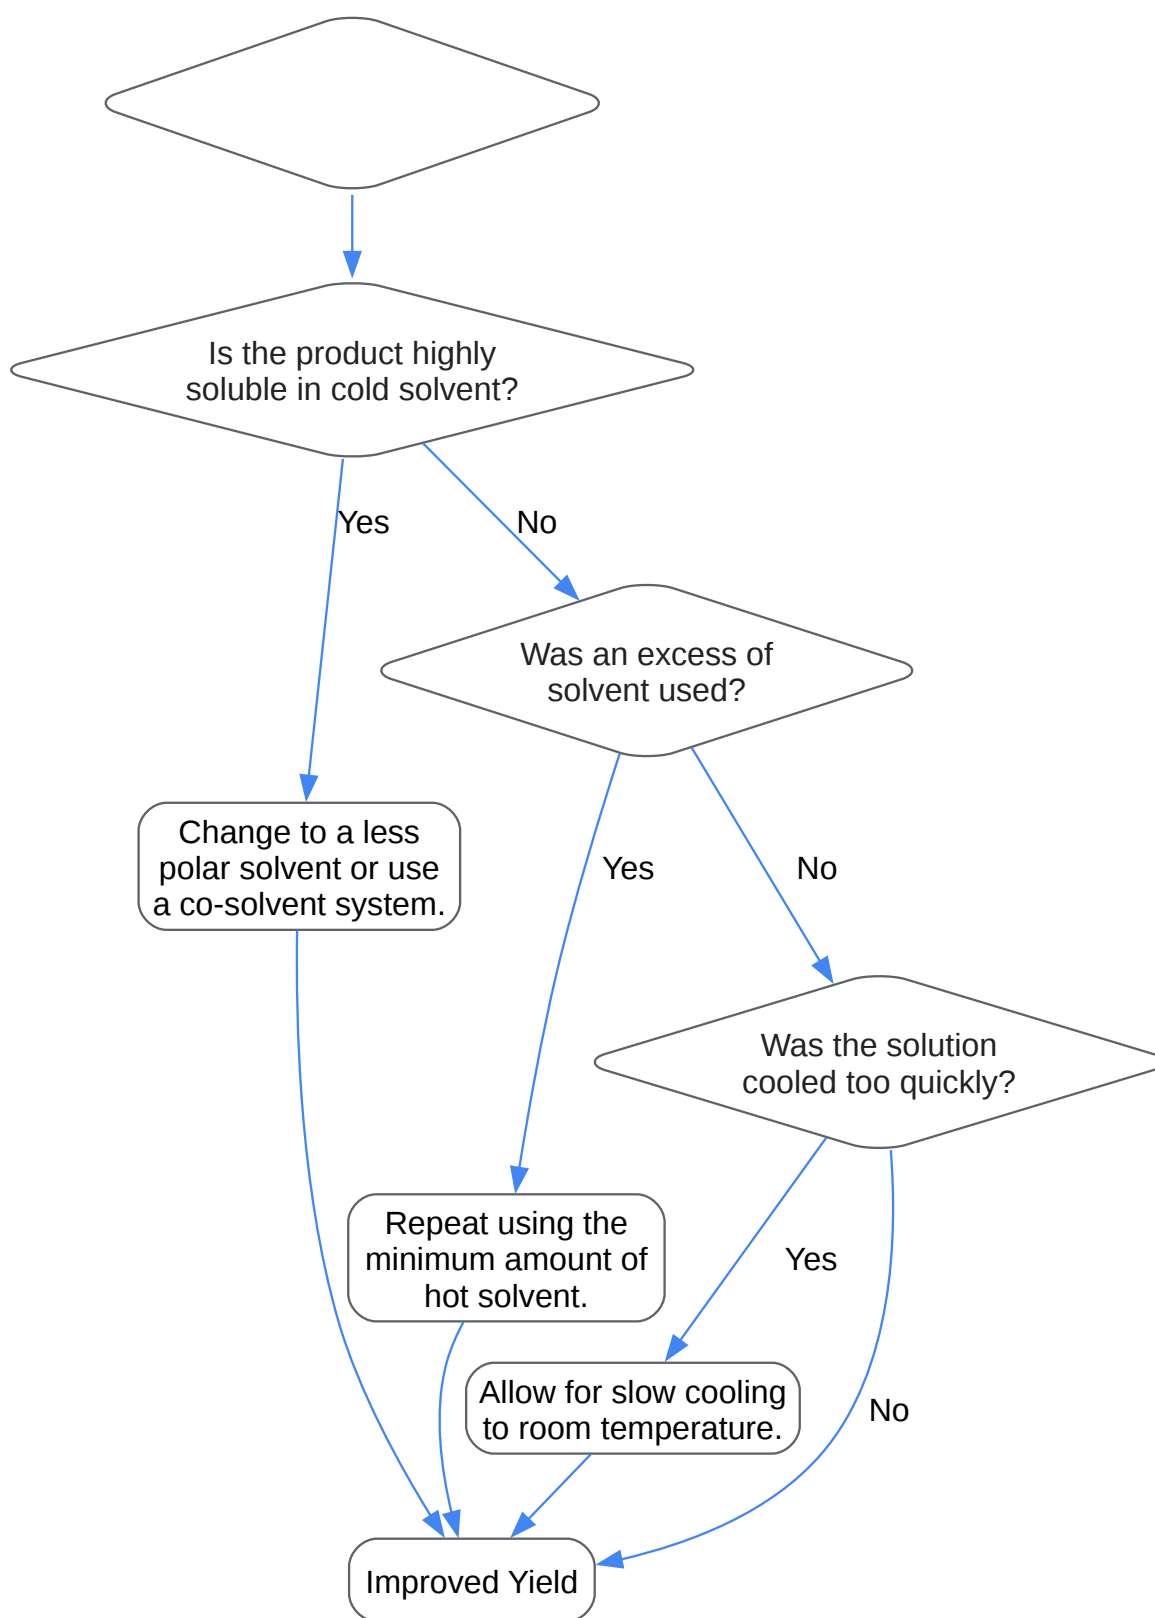 Is the product highly
soluble in cold solvent?
Yes
No
Was an excess of
solvent used?
Change to a less
polar solvent or use
a co-solvent system.
Yes
No
Was the solution
cooled too quickly?
Repeat using the
minimum amount of
hot solvent.
Yes
Allow for slow cooling
to room temperature.
No
Improved Yield